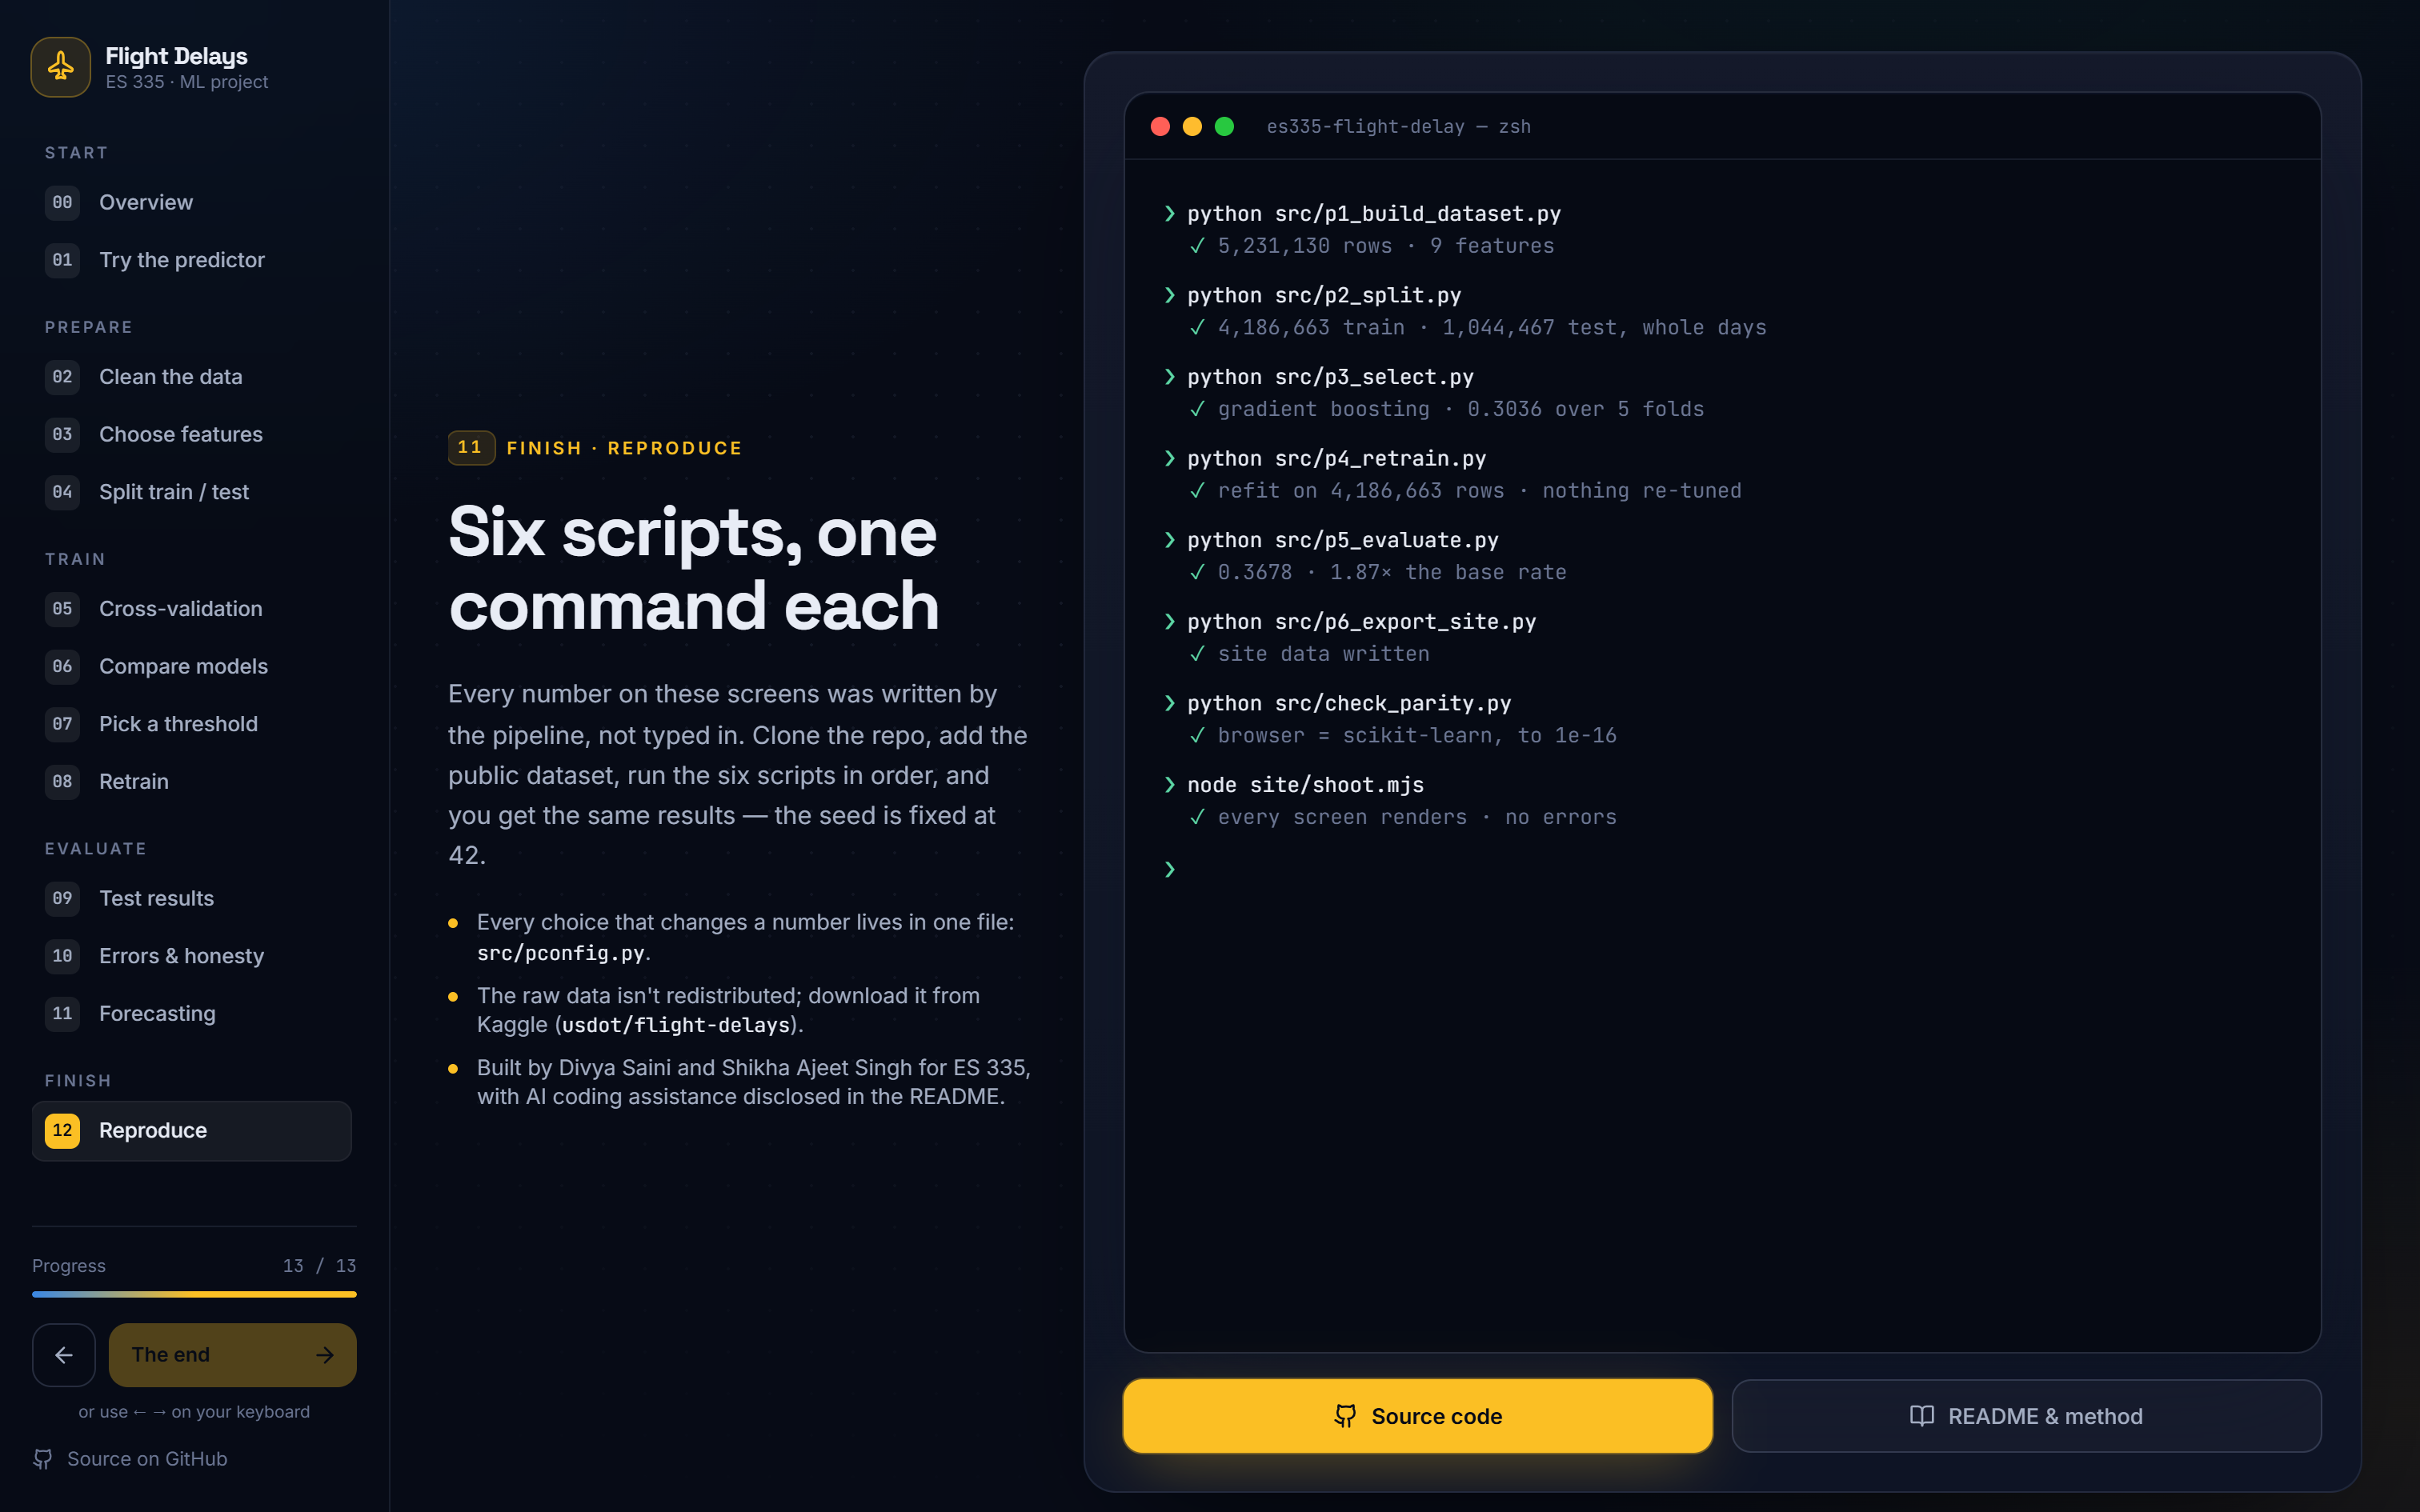 Flight Delays
ES 335 · ML project
START
00 Overview
01 Try the predictor
PREPARE
02 Clean the data
03 Choose features
04 Split train / test
TRAIN
05 Cross-validation
06 Compare models
07 Pick a threshold
08 Retrain
EVALUATE
09 Test results
10 Errors & honesty
11 Forecasting
FINISH
12 Reproduce
Progress 13 / 13
← The end →
or use ← → on your keyboard
Source on GitHub
11 FINISH · REPRODUCE
Six scripts, one
command each
Every number on these screens was written by
the pipeline, not typed in. Clone the repo, add the
public dataset, run the six scripts in order, and
you get the same results — the seed is fixed at
42.
• Every choice that changes a number lives in one file:
src/pconfig.py.
• The raw data isn't redistributed; download it from
Kaggle (usdot/flight-delays).
• Built by Divya Saini and Shikha Ajeet Singh for ES 335,
with AI coding assistance disclosed in the README.
es335-flight-delay — zsh
❯ python src/p1_build_dataset.py
✓ 5,231,130 rows · 9 features
❯ python src/p2_split.py
✓ 4,186,663 train · 1,044,467 test, whole days
❯ python src/p3_select.py
✓ gradient boosting · 0.3036 over 5 folds
❯ python src/p4_retrain.py
✓ refit on 4,186,663 rows · nothing re-tuned
❯ python src/p5_evaluate.py
✓ 0.3678 · 1.87× the base rate
❯ python src/p6_export_site.py
✓ site data written
❯ python src/check_parity.py
✓ browser = scikit-learn, to 1e-16
❯ node site/shoot.mjs
✓ every screen renders · no errors
❯
Source code
README & method